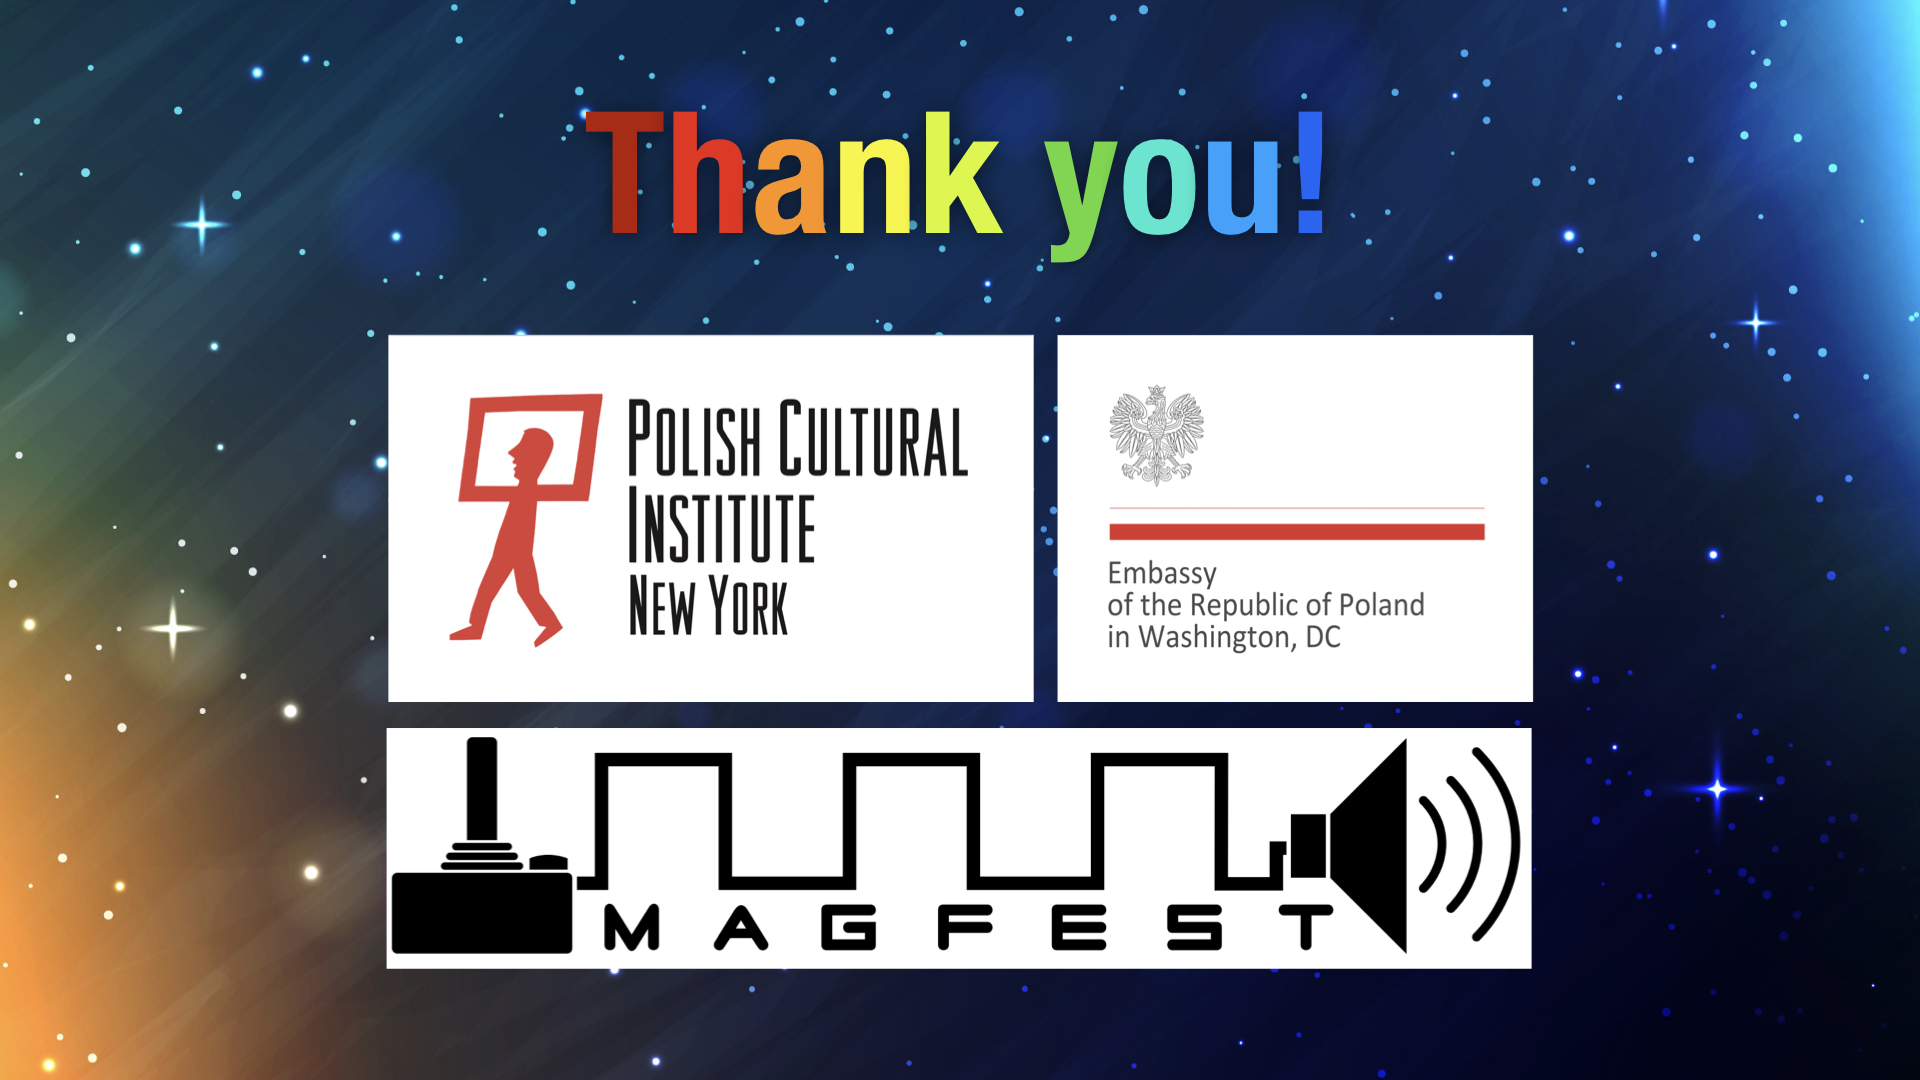 Thank you!
Polish Cultural
Institute
New York
Embassy
of the Republic of Poland
in Washington, DC
MAGFEST